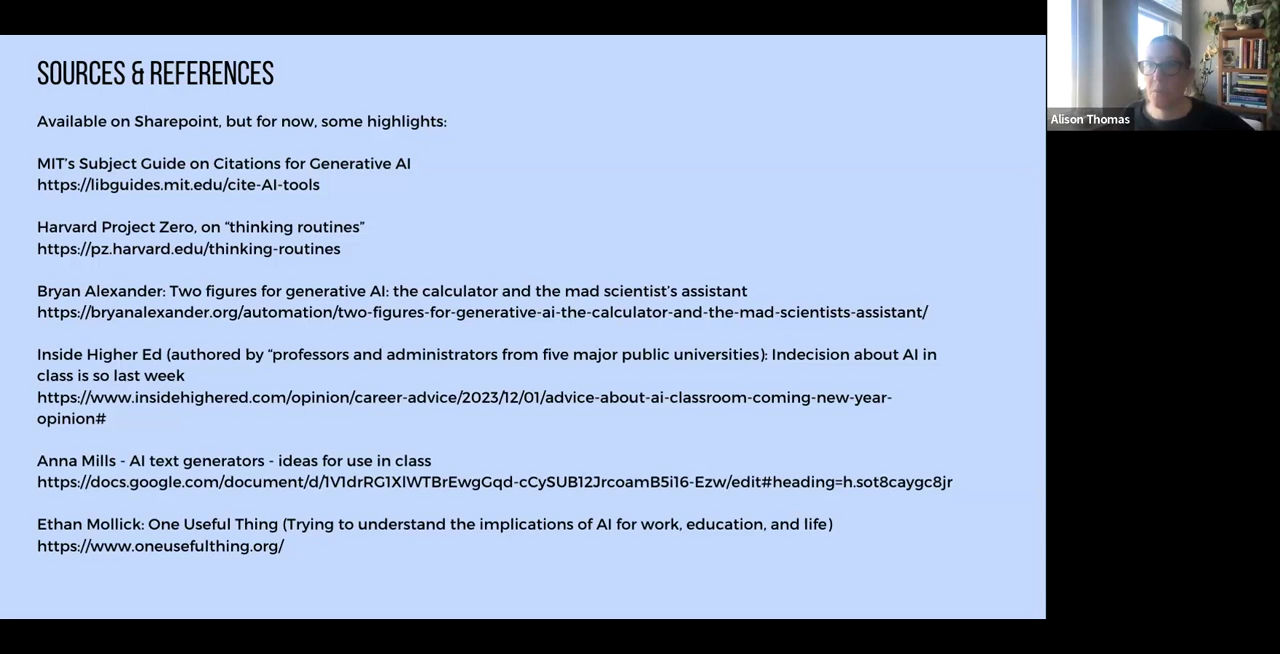 SOURCES & REFERENCES
Available on Sharepoint, but for now, some highlights:
MIT's Subject Guide on Citations for Generative AI
https://libguides.mit.edu/cite-AI-tools
Harvard Project Zero, on “thinking routines”
https://pz.harvard.edu/thinking-routines
Bryan Alexander: Two figures for generative AI: the calculator and the mad scientist's assistant
https://bryanalexander.org/automation/two-figures-for-generative-ai-the-calculator-and-the-mad-scientists-assistant/
Inside Higher Ed (authored by “professors and administrators from five major public universities): Indecision about AI in
class is so last week
https://www.insidehighered.com/opinion/career-advice/2023/12/01/advice-about-ai-classroom-coming-new-year-
opinion#
Anna Mills - AI text generators - ideas for use in class
https://docs.google.com/document/d/1V1drRG1XlWTBrEwgGqd-cCySUB12JrcoamB5i16-Ezw/edit#heading=h.sot8caygc8jr
Ethan Mollick: One Useful Thing (Trying to understand the implications of AI for work, education, and life)
https://www.oneusefulthing.org/
Alison Thomas